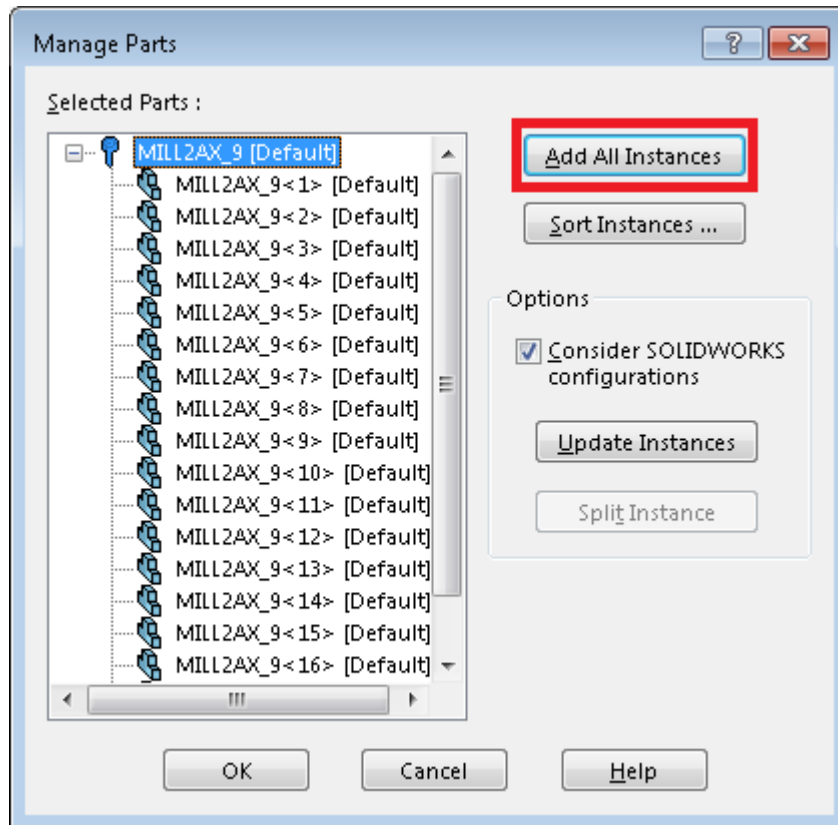 Manage Parts
Selected Parts :
MILL2AX_9 [Default]
MILL2AX_9<1> [Default]
MILL2AX_9<2> [Default]
MILL2AX_9<3> [Default]
MILL2AX_9<4> [Default]
MILL2AX_9<5> [Default]
MILL2AX_9<6> [Default]
MILL2AX_9<7> [Default]
MILL2AX_9<8> [Default]
MILL2AX_9<9> [Default]
MILL2AX_9<10> [Default]
MILL2AX_9<11> [Default]
MILL2AX_9<12> [Default]
MILL2AX_9<13> [Default]
MILL2AX_9<14> [Default]
MILL2AX_9<15> [Default]
MILL2AX_9<16> [Default]
Add All Instances
Sort Instances ...
Options
Consider SOLIDWORKS
configurations
Update Instances
Split Instance
OK
Cancel
Help